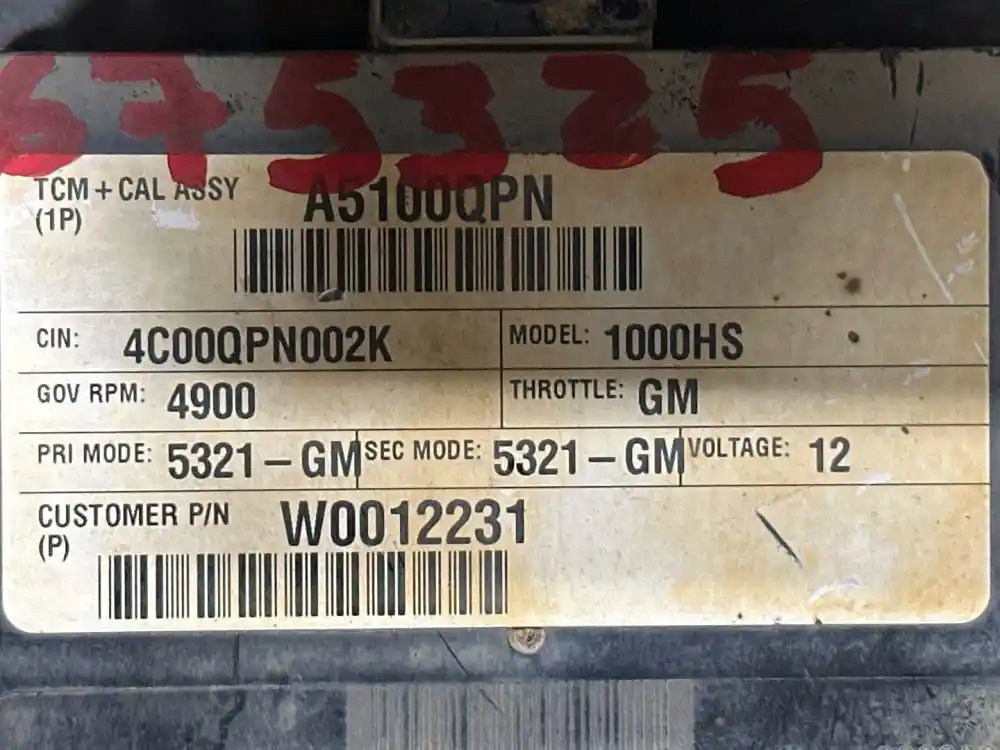 675325
TCM + CAL ASSY A5100QPN
(1P)
CIN: 4C00QPN002K MODEL: 1000HS
GOV RPM: 4900 THROTTLE: GM
PRI MODE: 5321-GM SEC MODE: 5321-GM VOLTAGE: 12
CUSTOMER P/N W0012231
(P)